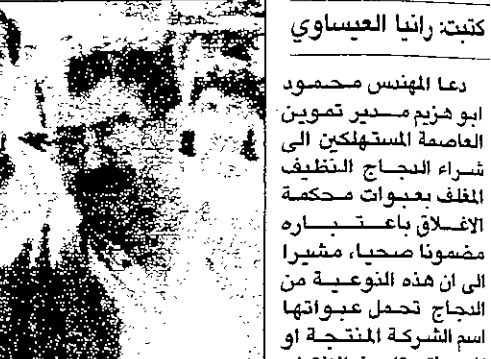 كتبت: رانيا العيساوي
دعا المهندس محمود
ابو هزيم مدير تموين
العاصمة المستهلكين الى
شراء الدجاج النظيف
المغلف بعبوات محكمة
الاغلاق باعتباره
مضمونا صحيا، مشيرا
الى ان هذه النوعية من
الدجاج تحمل عبواتها
اسم الشركة المنتجة او